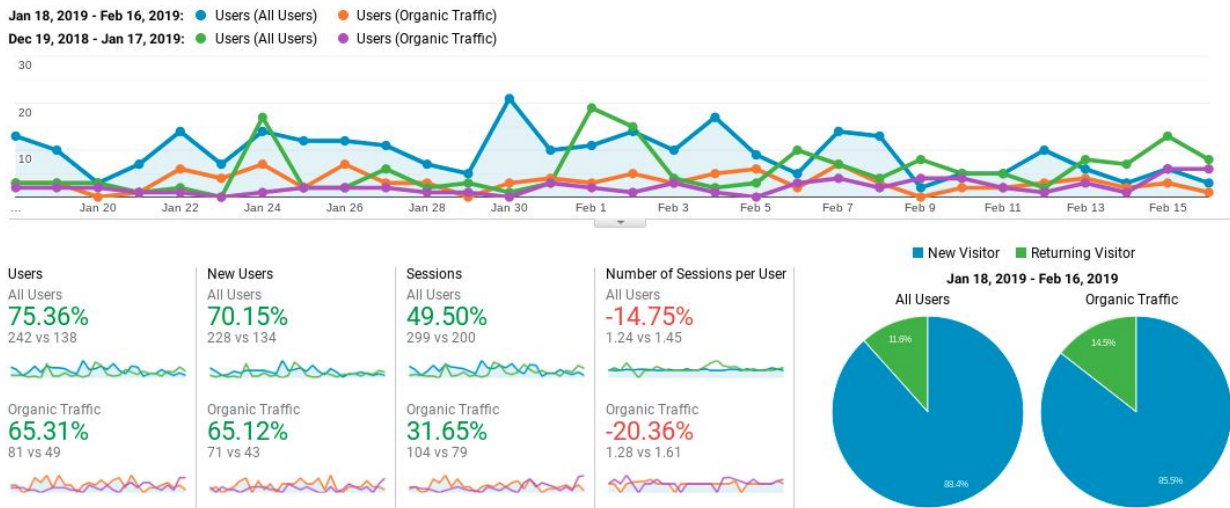 Jan 18, 2019 - Feb 16, 2019: Users (All Users) Users (Organic Traffic)
Dec 19, 2018 - Jan 17, 2019: Users (All Users) Users (Organic Traffic)
30
20
10
... Jan 20 Jan 22 Jan 24 Jan 26 Jan 28 Jan 30 Feb 1 Feb 3 Feb 5 Feb 7 Feb 9 Feb 11 Feb 13 Feb 15
Users
All Users
75.36%
242 vs 138
Organic Traffic
65.31%
81 vs 49
New Users
All Users
70.15%
228 vs 134
Organic Traffic
65.12%
71 vs 43
Sessions
All Users
49.50%
299 vs 200
Organic Traffic
31.65%
104 vs 79
Number of Sessions per User
All Users
-14.75%
1.24 vs 1.45
Organic Traffic
-20.36%
1.28 vs 1.61
New Visitor Returning Visitor
Jan 18, 2019 - Feb 16, 2019
All Users
11.6%
88.4%
Organic Traffic
14.5%
85.5%